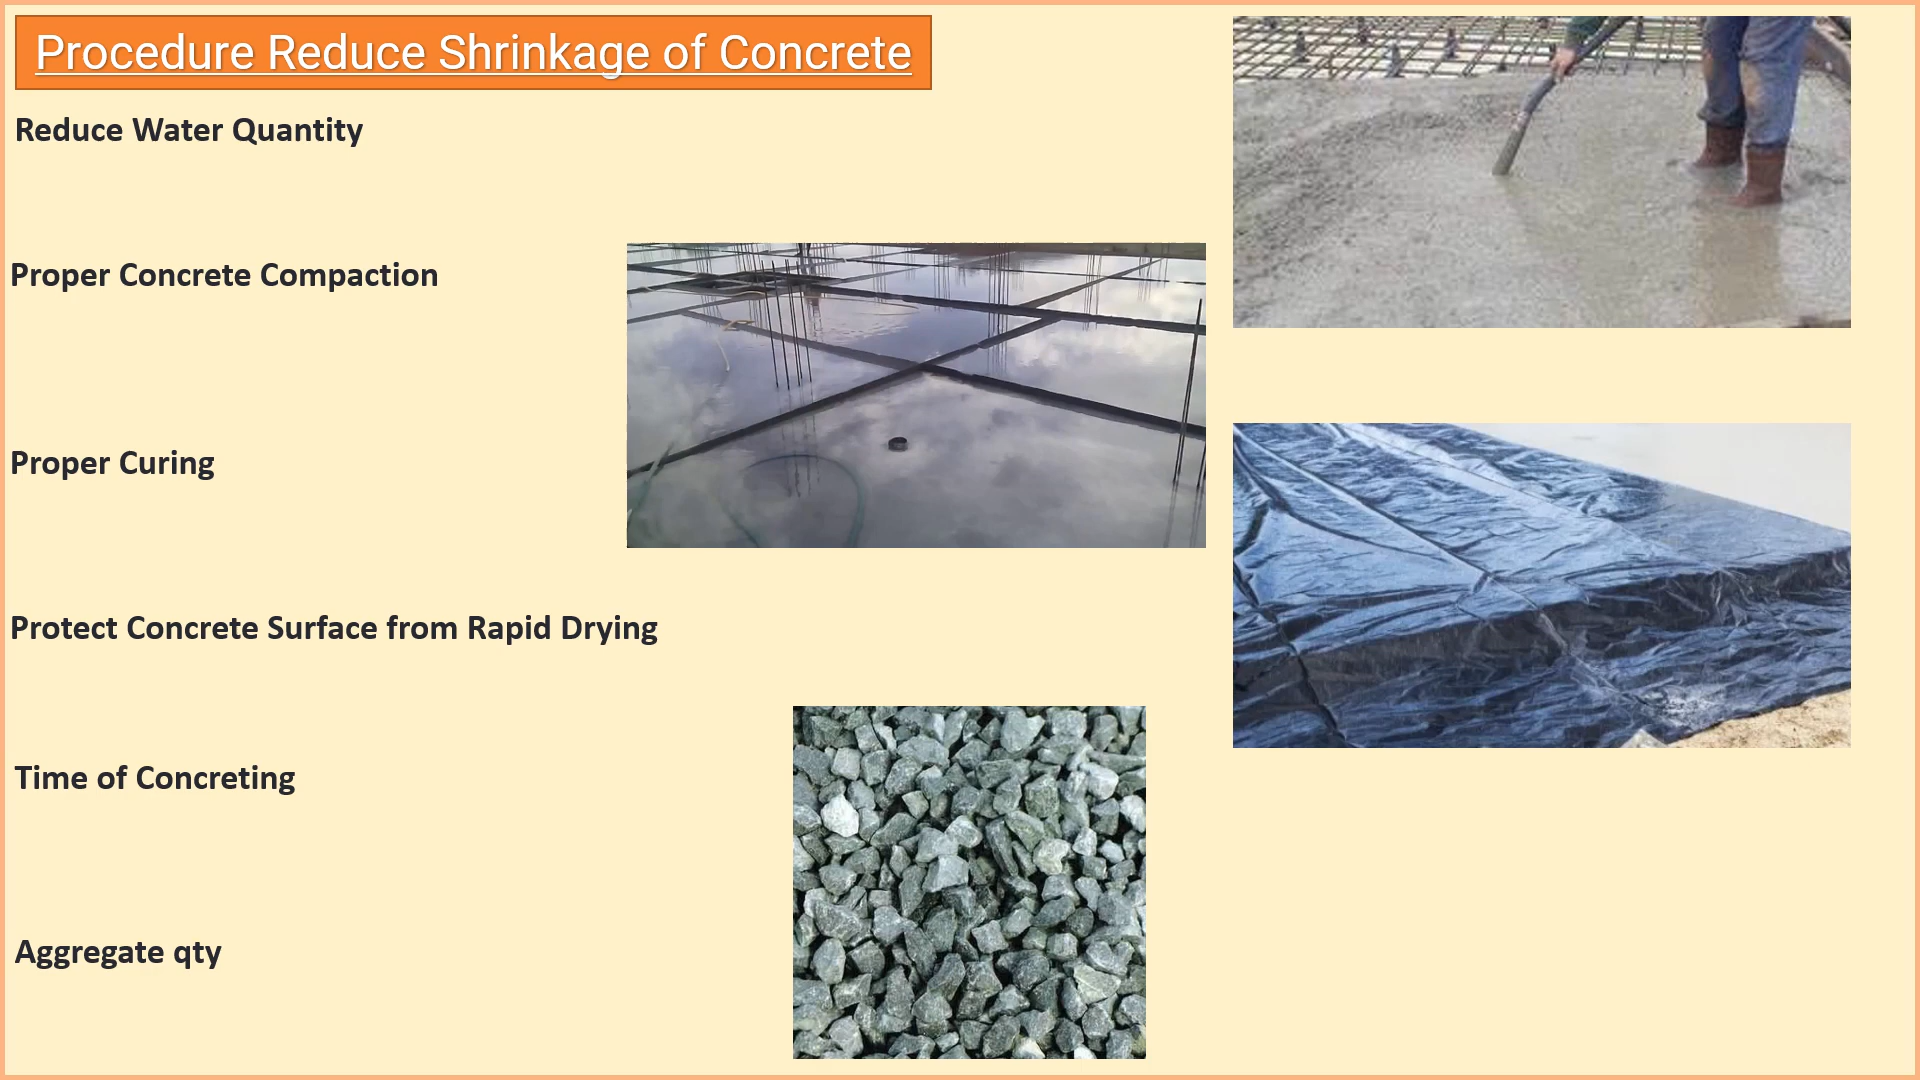 Procedure Reduce Shrinkage of Concrete
Reduce Water Quantity
Proper Concrete Compaction
Proper Curing
Protect Concrete Surface from Rapid Drying
Time of Concreting
Aggregate qty